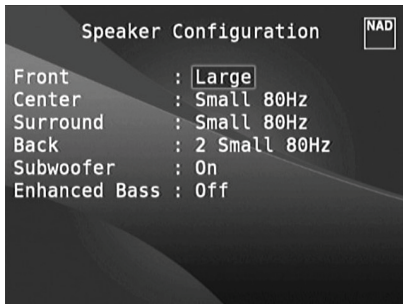 Speaker Configuration
NAD
Front : Large
Center : Small 80Hz
Surround : Small 80Hz
Back : 2 Small 80Hz
Subwoofer : On
Enhanced Bass : Off